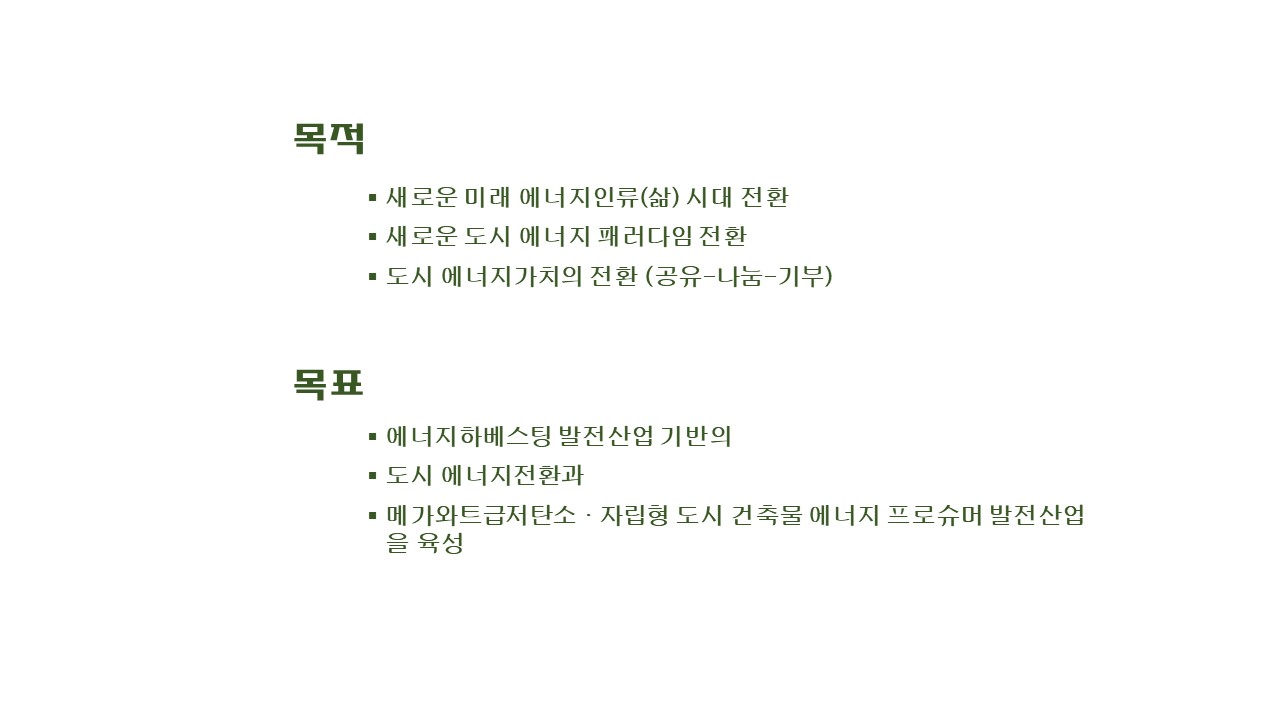 목적
▪ 새로운 미래 에너지인류(삶) 시대 전환
▪ 새로운 도시 에너지 패러다임 전환
▪ 도시 에너지가치의 전환 (공유–나눔–기부)
목표
▪ 에너지하베스팅 발전산업 기반의
▪ 도시 에너지전환과
▪ 메가와트급저탄소 · 자립형 도시 건축물 에너지 프로슈머 발전산업
을 육성